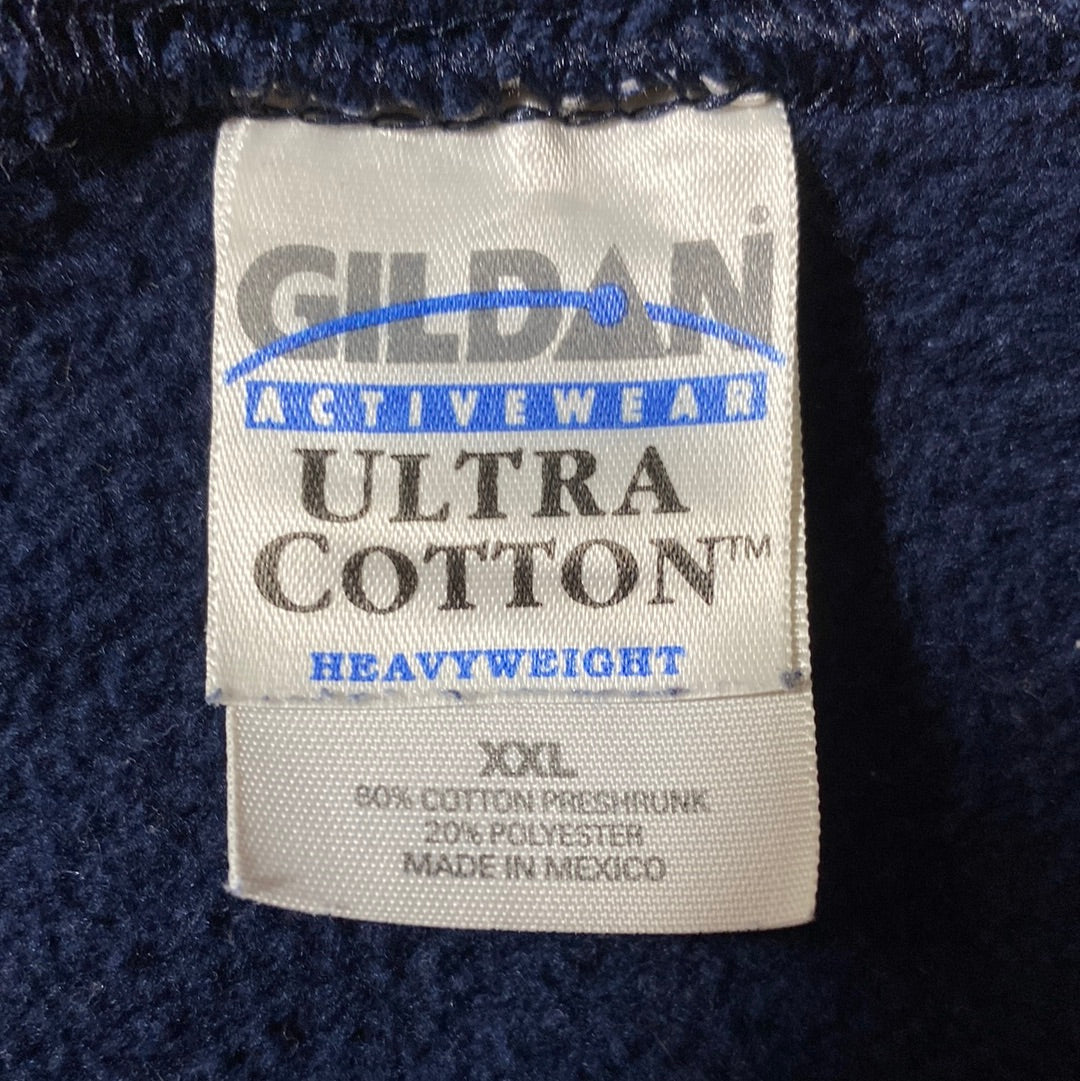 GILDAN
ACTIVEWEAR
ULTRA
COTTON™
HEAVYWEIGHT
XXL
80% COTTON PRESHRUNK
20% POLYESTER
MADE IN MEXICO